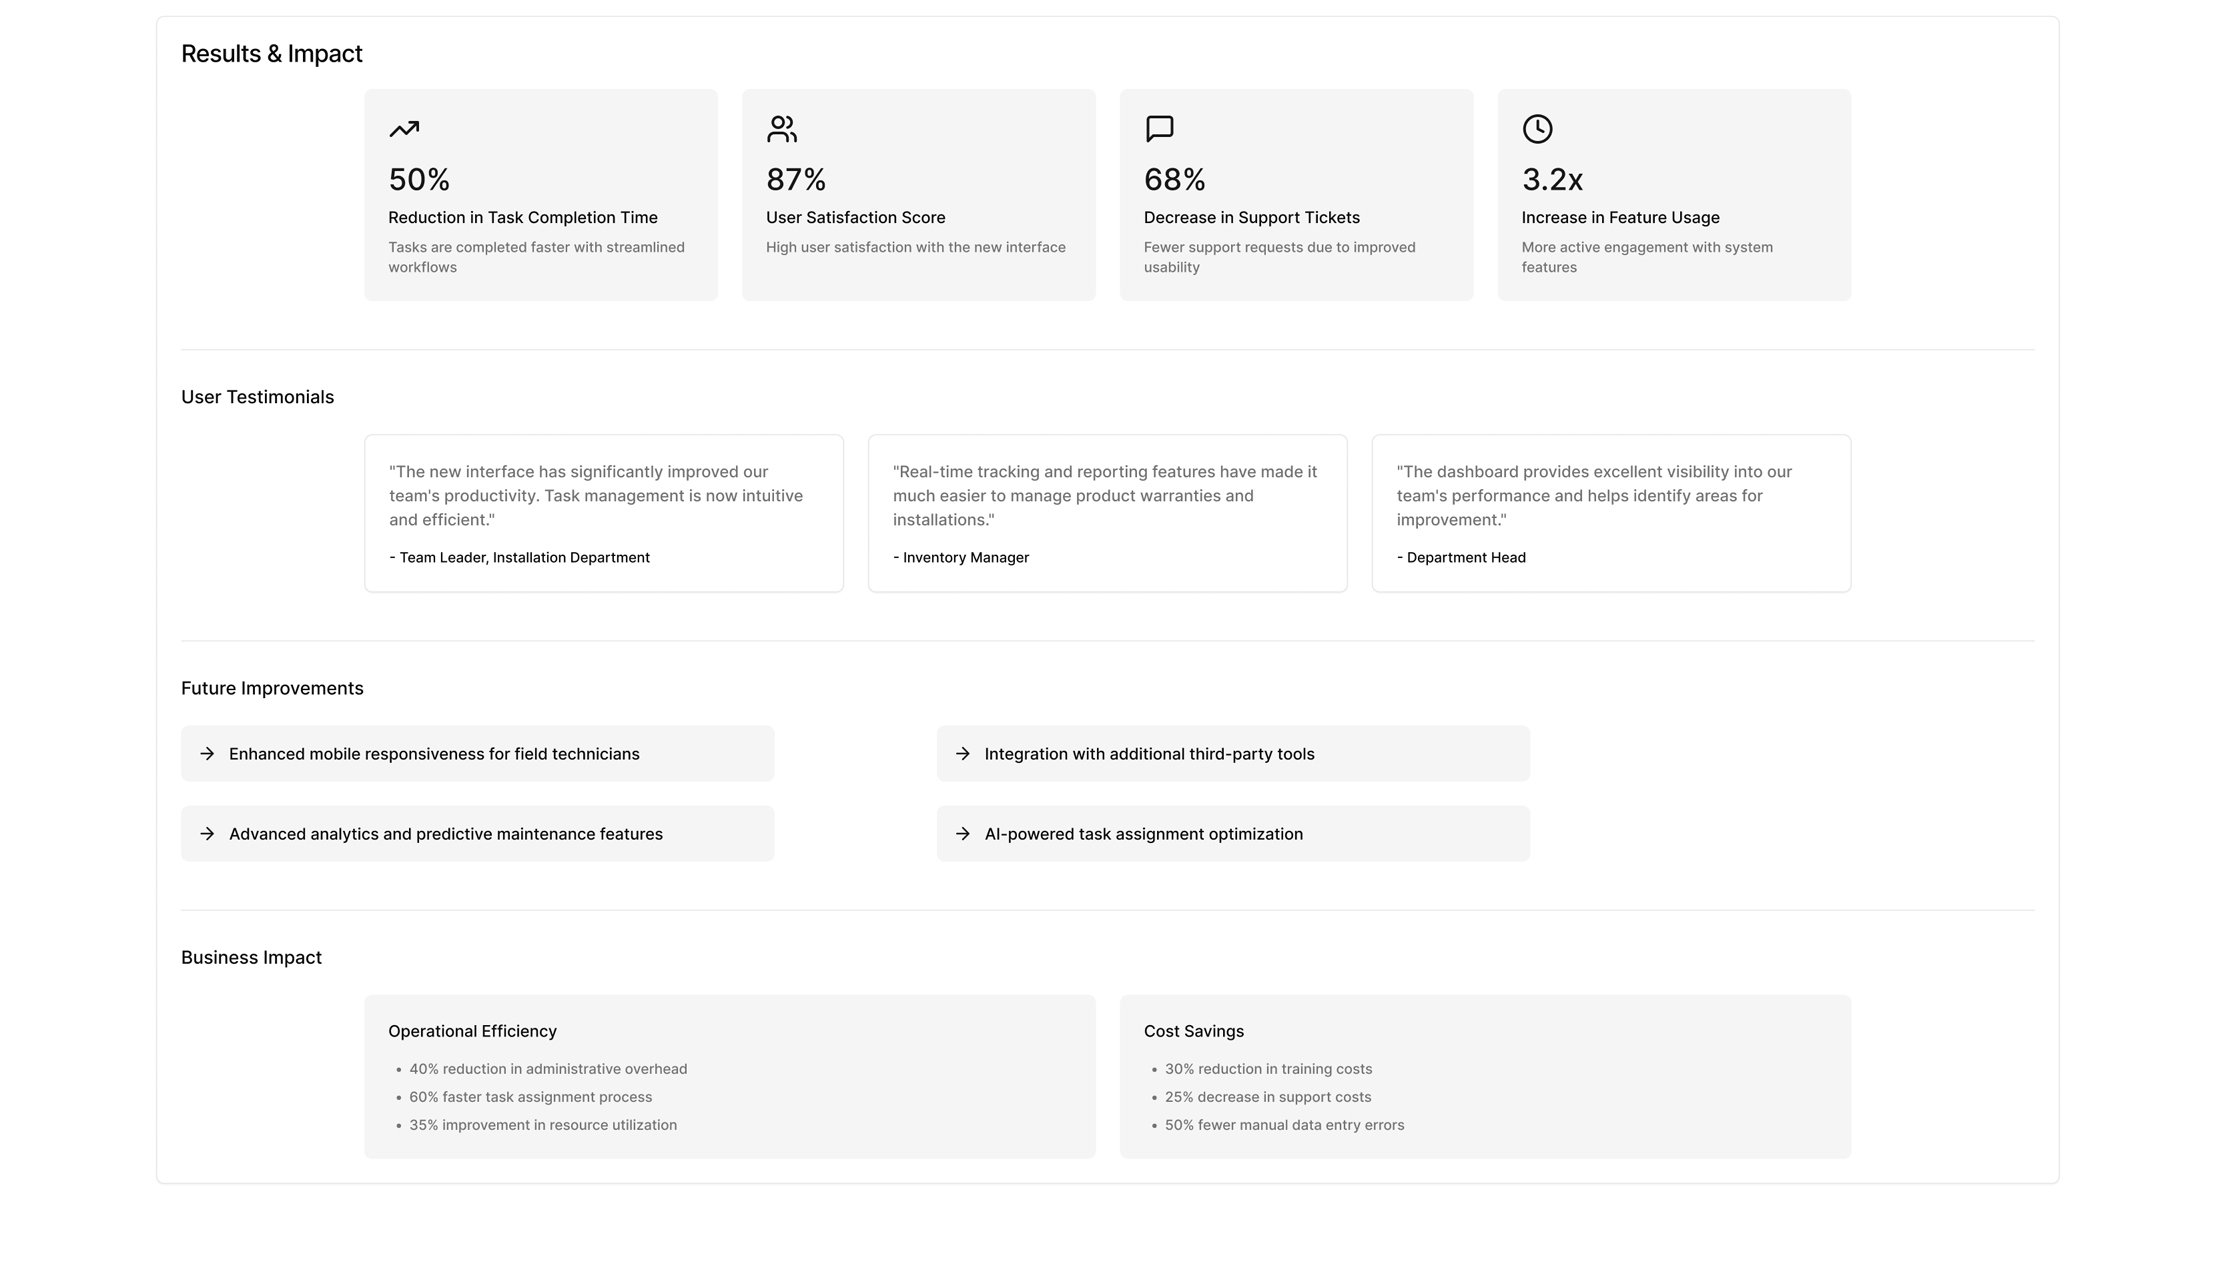 Results & Impact
50%
Reduction in Task Completion Time
Tasks are completed faster with streamlined
workflows
87%
User Satisfaction Score
High user satisfaction with the new interface
68%
Decrease in Support Tickets
Fewer support requests due to improved
usability
3.2x
Increase in Feature Usage
More active engagement with system
features
User Testimonials
"The new interface has significantly improved our
team's productivity. Task management is now intuitive
and efficient."
- Team Leader, Installation Department
"Real-time tracking and reporting features have made it
much easier to manage product warranties and
installations."
- Inventory Manager
"The dashboard provides excellent visibility into our
team's performance and helps identify areas for
improvement."
- Department Head
Future Improvements
Enhanced mobile responsiveness for field technicians
Integration with additional third-party tools
Advanced analytics and predictive maintenance features
AI-powered task assignment optimization
Business Impact
Operational Efficiency
• 40% reduction in administrative overhead
• 60% faster task assignment process
• 35% improvement in resource utilization
Cost Savings
• 30% reduction in training costs
• 25% decrease in support costs
• 50% fewer manual data entry errors